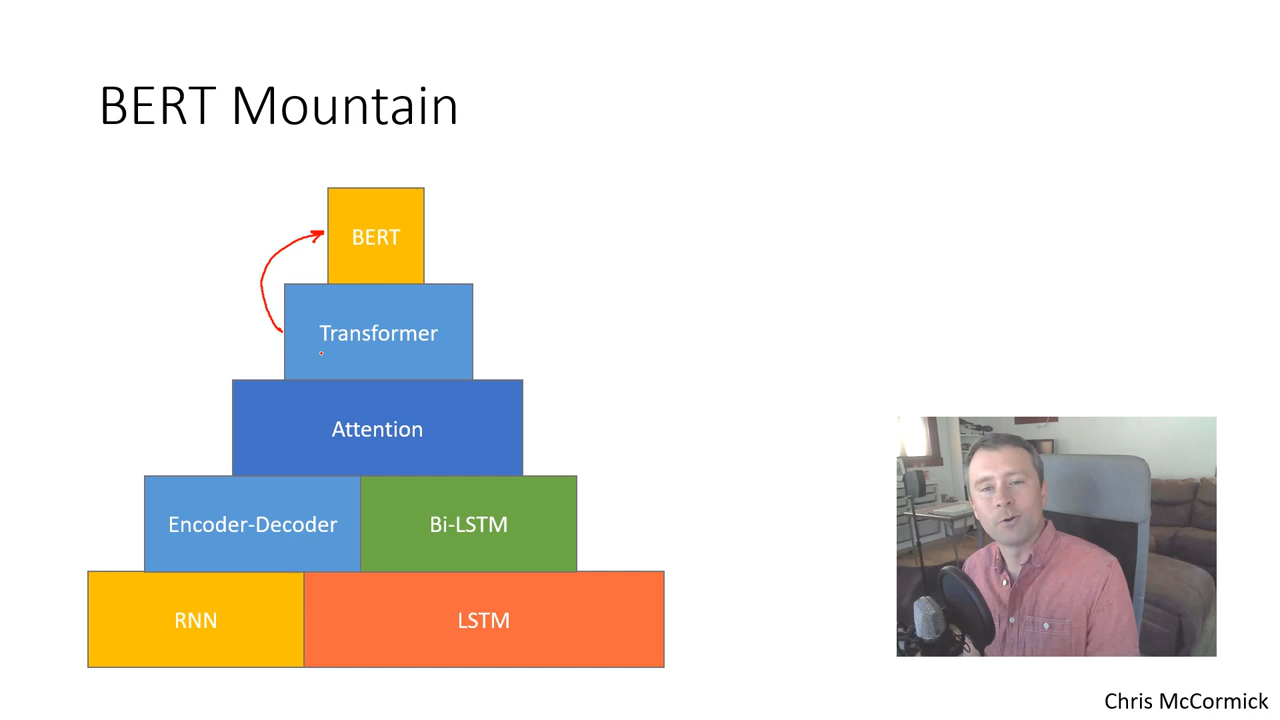 BERT Mountain
BERT
Transformer
Attention
Encoder-Decoder
Bi-LSTM
RNN
LSTM
Chris McCormick